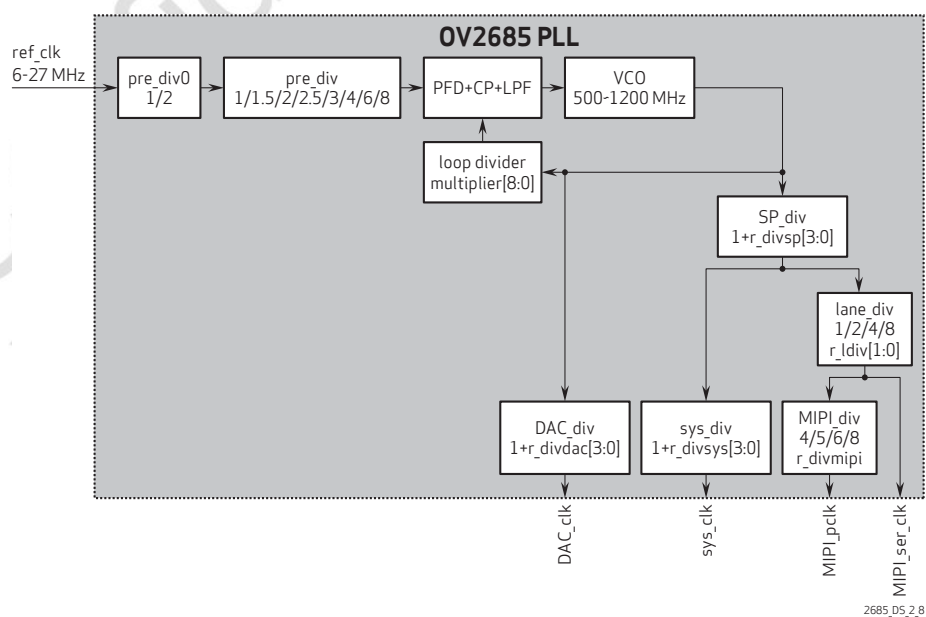 OV2685 PLL
ref_clk
6-27 MHz
pre_div0
1/2
pre_div
1/1.5/2/2.5/3/4/6/8
PFD+CP+LPF
VCO
500-1200 MHz
loop divider
multiplier[8:0]
SP_div
1+r_divsp[3:0]
lane_div
1/2/4/8
r_ldiv[1:0]
DAC_div
1+r_divdac[3:0]
sys_div
1+r_divsys[3:0]
MIPI_div
4/5/6/8
r_divmipi
DAC_clk
sys_clk
MIPI_pclk
MIPI_ser_clk
2685_DS_2_8